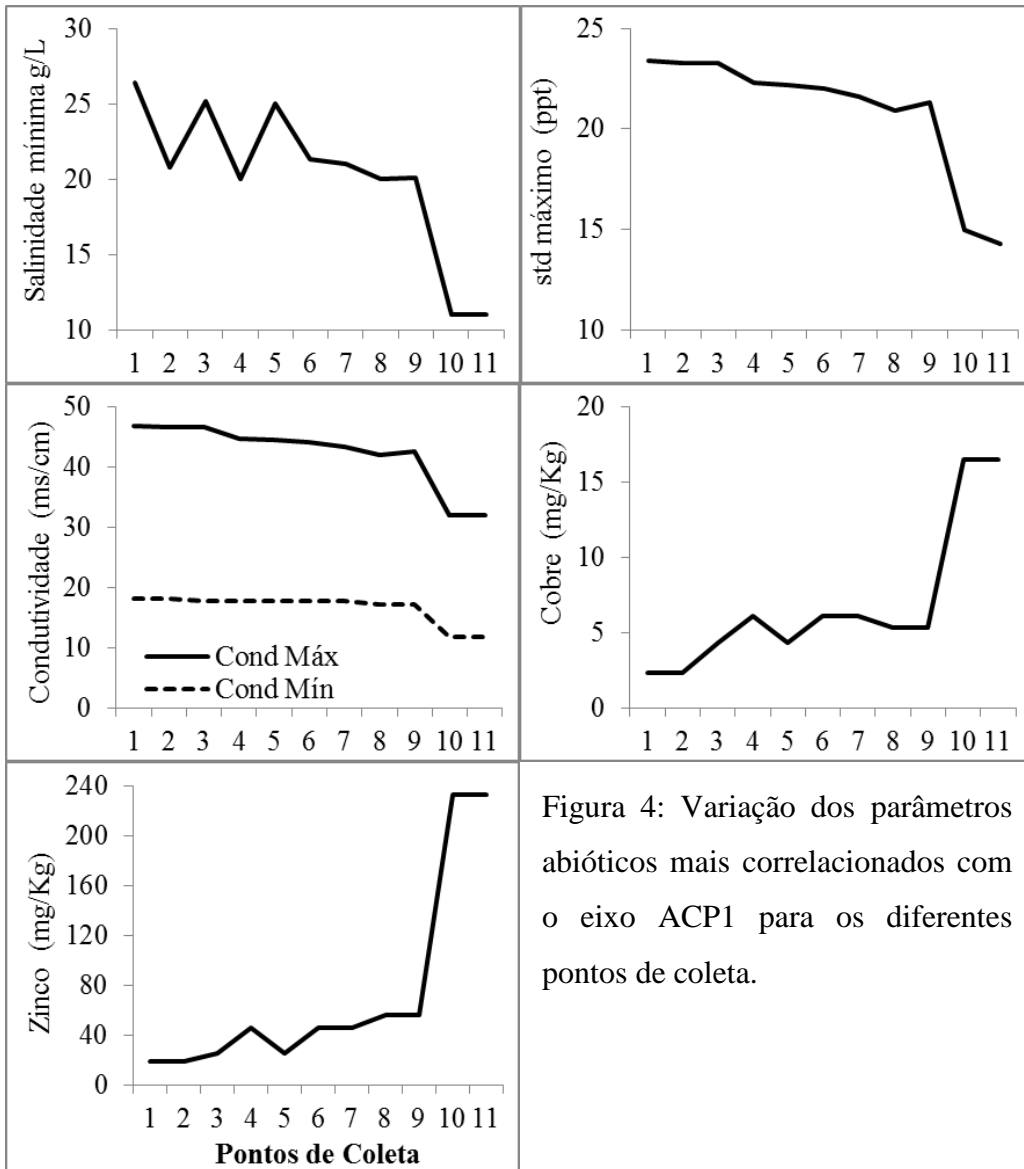 30
25
20
15
10
Salinidade mínima g/L
1 2 3 4 5 6 7 8 9 10 11
25
20
15
10
std máximo (ppt)
1 2 3 4 5 6 7 8 9 10 11
50
40
30
20
10
0
Condutividade (ms/cm)
Cond Máx
Cond Mín
1 2 3 4 5 6 7 8 9 10 11
20
15
10
5
0
Cobre (mg/Kg)
1 2 3 4 5 6 7 8 9 10 11
240
200
160
120
80
40
0
Zinco (mg/Kg)
1 2 3 4 5 6 7 8 9 10 11
Pontos de Coleta
Figura 4: Variação dos parâmetros
abióticos mais correlacionados com
o eixo ACP1 para os diferentes
pontos de coleta.